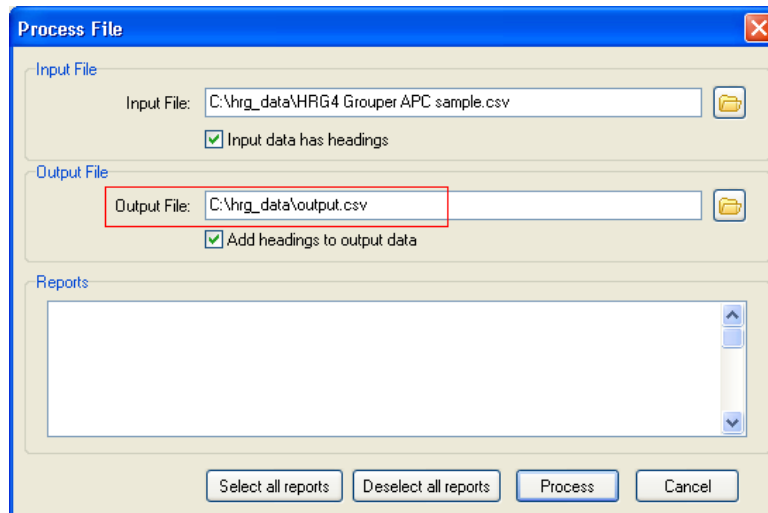 Process File
Input File
Input File: C:\hrg_data\HRG4 Grouper APC sample.csv
Input data has headings
Output File
Output File: C:\hrg_data\output.csv
Add headings to output data
Reports
Select all reports Deselect all reports Process Cancel